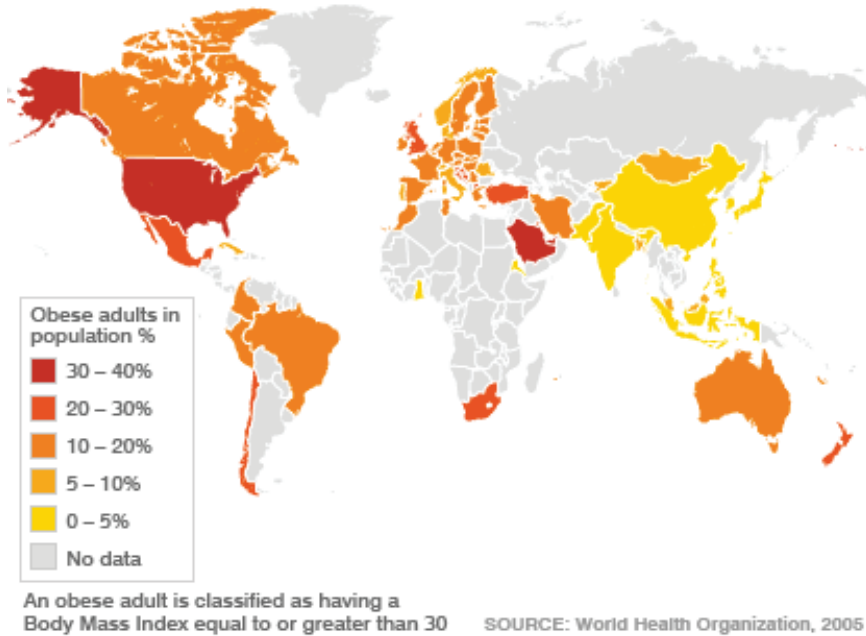 Obese adults in
population %
30 – 40%
20 – 30%
10 – 20%
5 – 10%
0 – 5%
No data
An obese adult is classified as having a
Body Mass Index equal to or greater than 30
SOURCE: World Health Organization, 2005